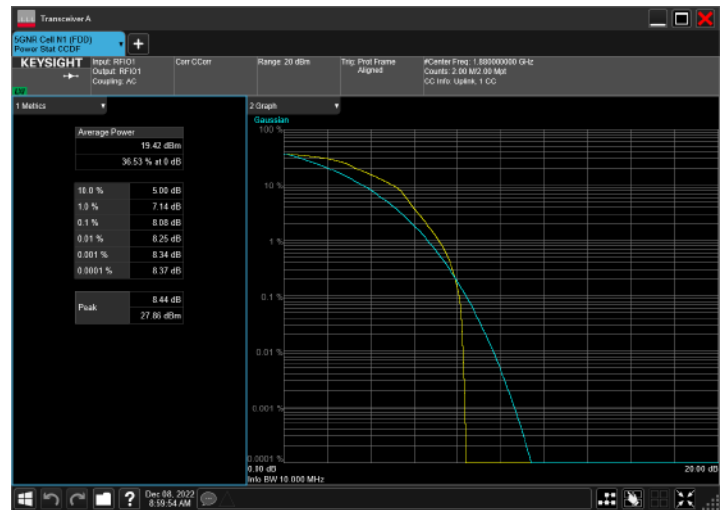 Transceiver A
5GNR Cell N1 (FDD)
Power Stat CCDF
KEYSIGHT
Input: RFIO1
Output: RFIO1
Coupling: AC
Corr CCorr
Range: 20 dBm
Trig: Prot Frame
Aligned
#Center Freq: 1.880000000 GHz
Counts: 2.00 M/2.00 Mpt
CC Info: Uplink, 1 CC
1 Metrics
Average Power
19.42 dBm
36.53 % at 0 dB
10.0 % 5.00 dB
1.0 % 7.14 dB
0.1 % 8.08 dB
0.01 % 8.25 dB
0.001 % 8.34 dB
0.0001 % 8.37 dB
Peak 8.44 dB
27.86 dBm
2 Graph
Gaussian
100 %
10 %
1 %
0.1 %
0.01 %
0.001 %
0.0001 %
0.00 dB
20.00 dB
Info BW 10.000 MHz
?
Dec 08, 2022
8:59:54 AM